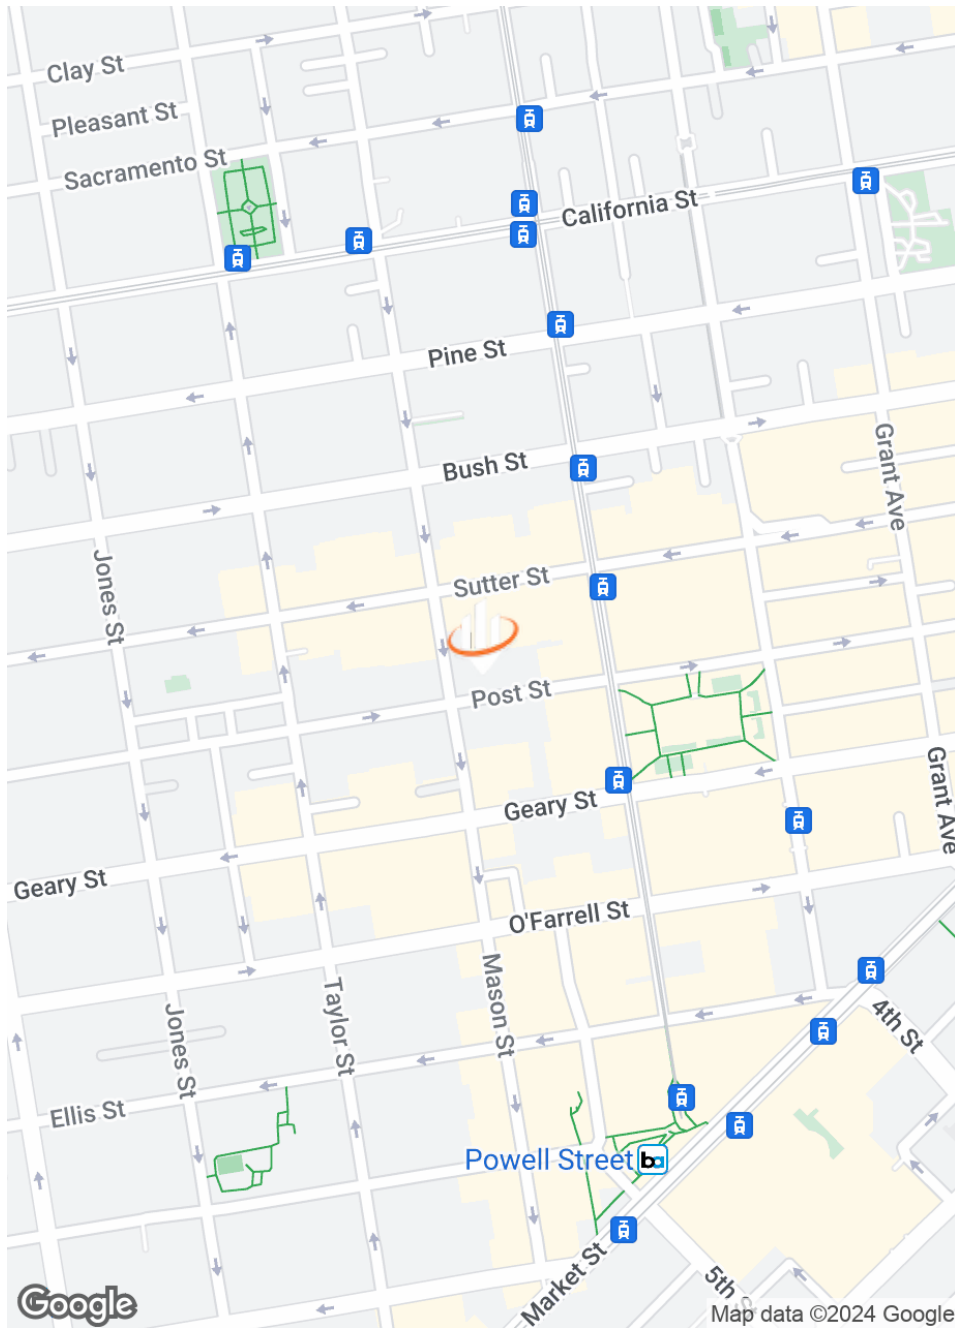 Clay St
Pleasant St
Sacramento St
California St
Pine St
Grant Ave
Bush St
Jones St
Sutter St
Post St
Grant Ave
Geary St
Geary St
O'Farrell St
Mason St
Taylor St
Jones St
4th St
Ellis St
Powell Street
ba
Market St
5th S
Google
Map data ©2024 Google